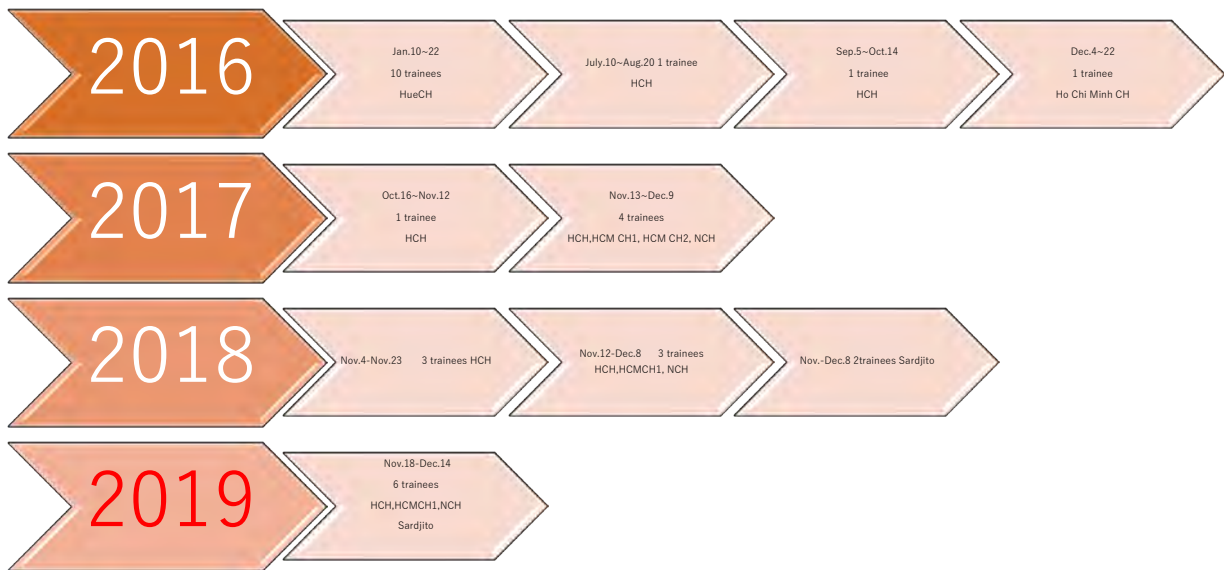 2016
Jan.10~22
10 trainees
HueCH
July.10~Aug.20 1 trainee
HCH
Sep.5~Oct.14
1 trainee
HCH
Dec.4~22
1 trainee
Ho Chi Minh CH
2017
Oct.16~Nov.12
1 trainee
HCH
Nov.13~Dec.9
4 trainees
HCH,HCM CH1, HCM CH2, NCH
2018
Nov.4-Nov.23 3 trainees HCH
Nov.12-Dec.8 3 trainees
HCH,HCMCH1, NCH
Nov.-Dec.8 2trainees Sardjito
2019
Nov.18-Dec.14
6 trainees
HCH,HCMCH1,NCH
Sardjito